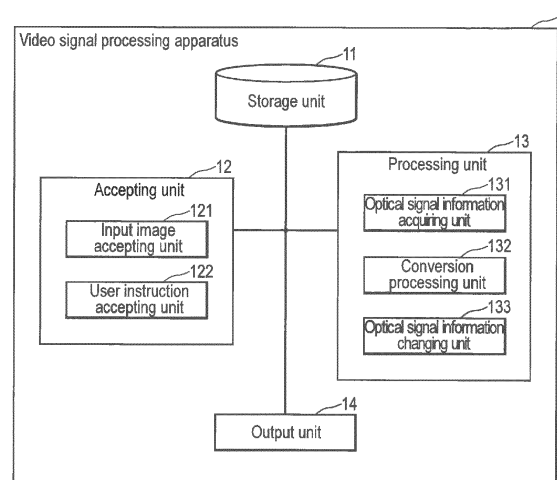 Video signal processing apparatus
11
Storage unit
12
Accepting unit
121
Input image
accepting unit
122
User instruction
accepting unit
13
Processing unit
131
Optical signal information
acquiring unit
132
Conversion
processing unit
133
Optical signal information
changing unit
14
Output unit